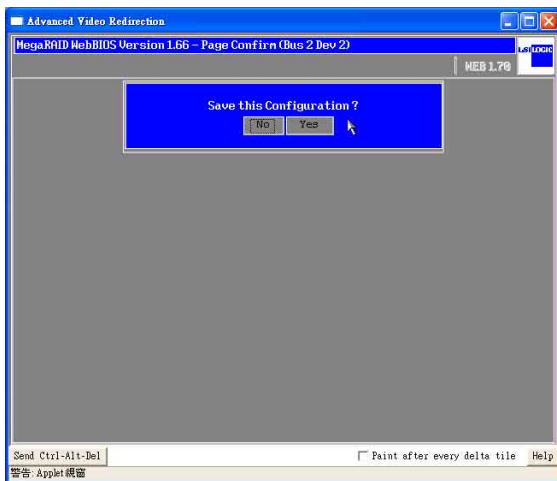 Advanced Video Redirection
MegaRAID WebBIOS Version 1.66 - Page Confirm (Bus 2 Dev 2)
LSI LOGIC
WEB 1.70
Save this Configuration ?
No Yes
Send Ctrl-Alt-Del Paint after every delta tile Help
警告: Applet 視窗